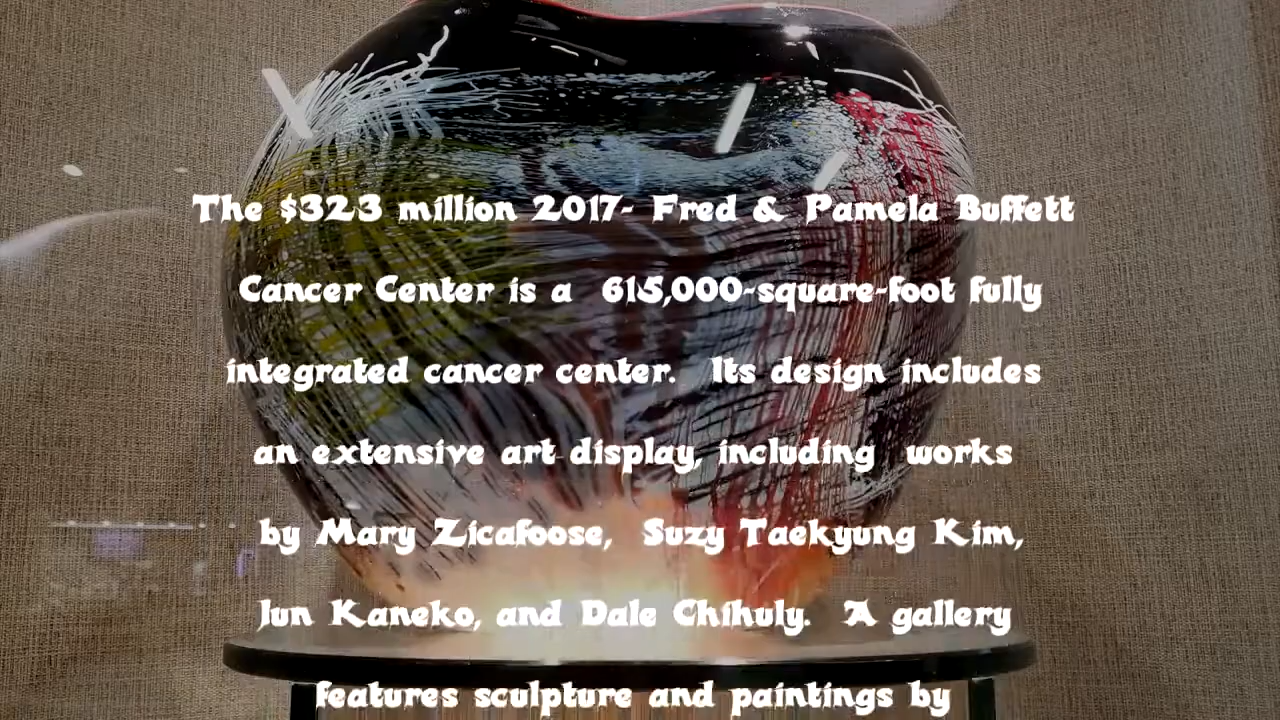 The $323 million 2017- Fred & Pamela Buffett
Cancer Center is a 615,000-square-foot fully
integrated cancer center. Its design includes
an extensive art display, including works
by Mary Zicafoose, Suzy Taekyung Kim,
Jun Kaneko, and Dale Chihuly. A gallery
features sculpture and paintings by